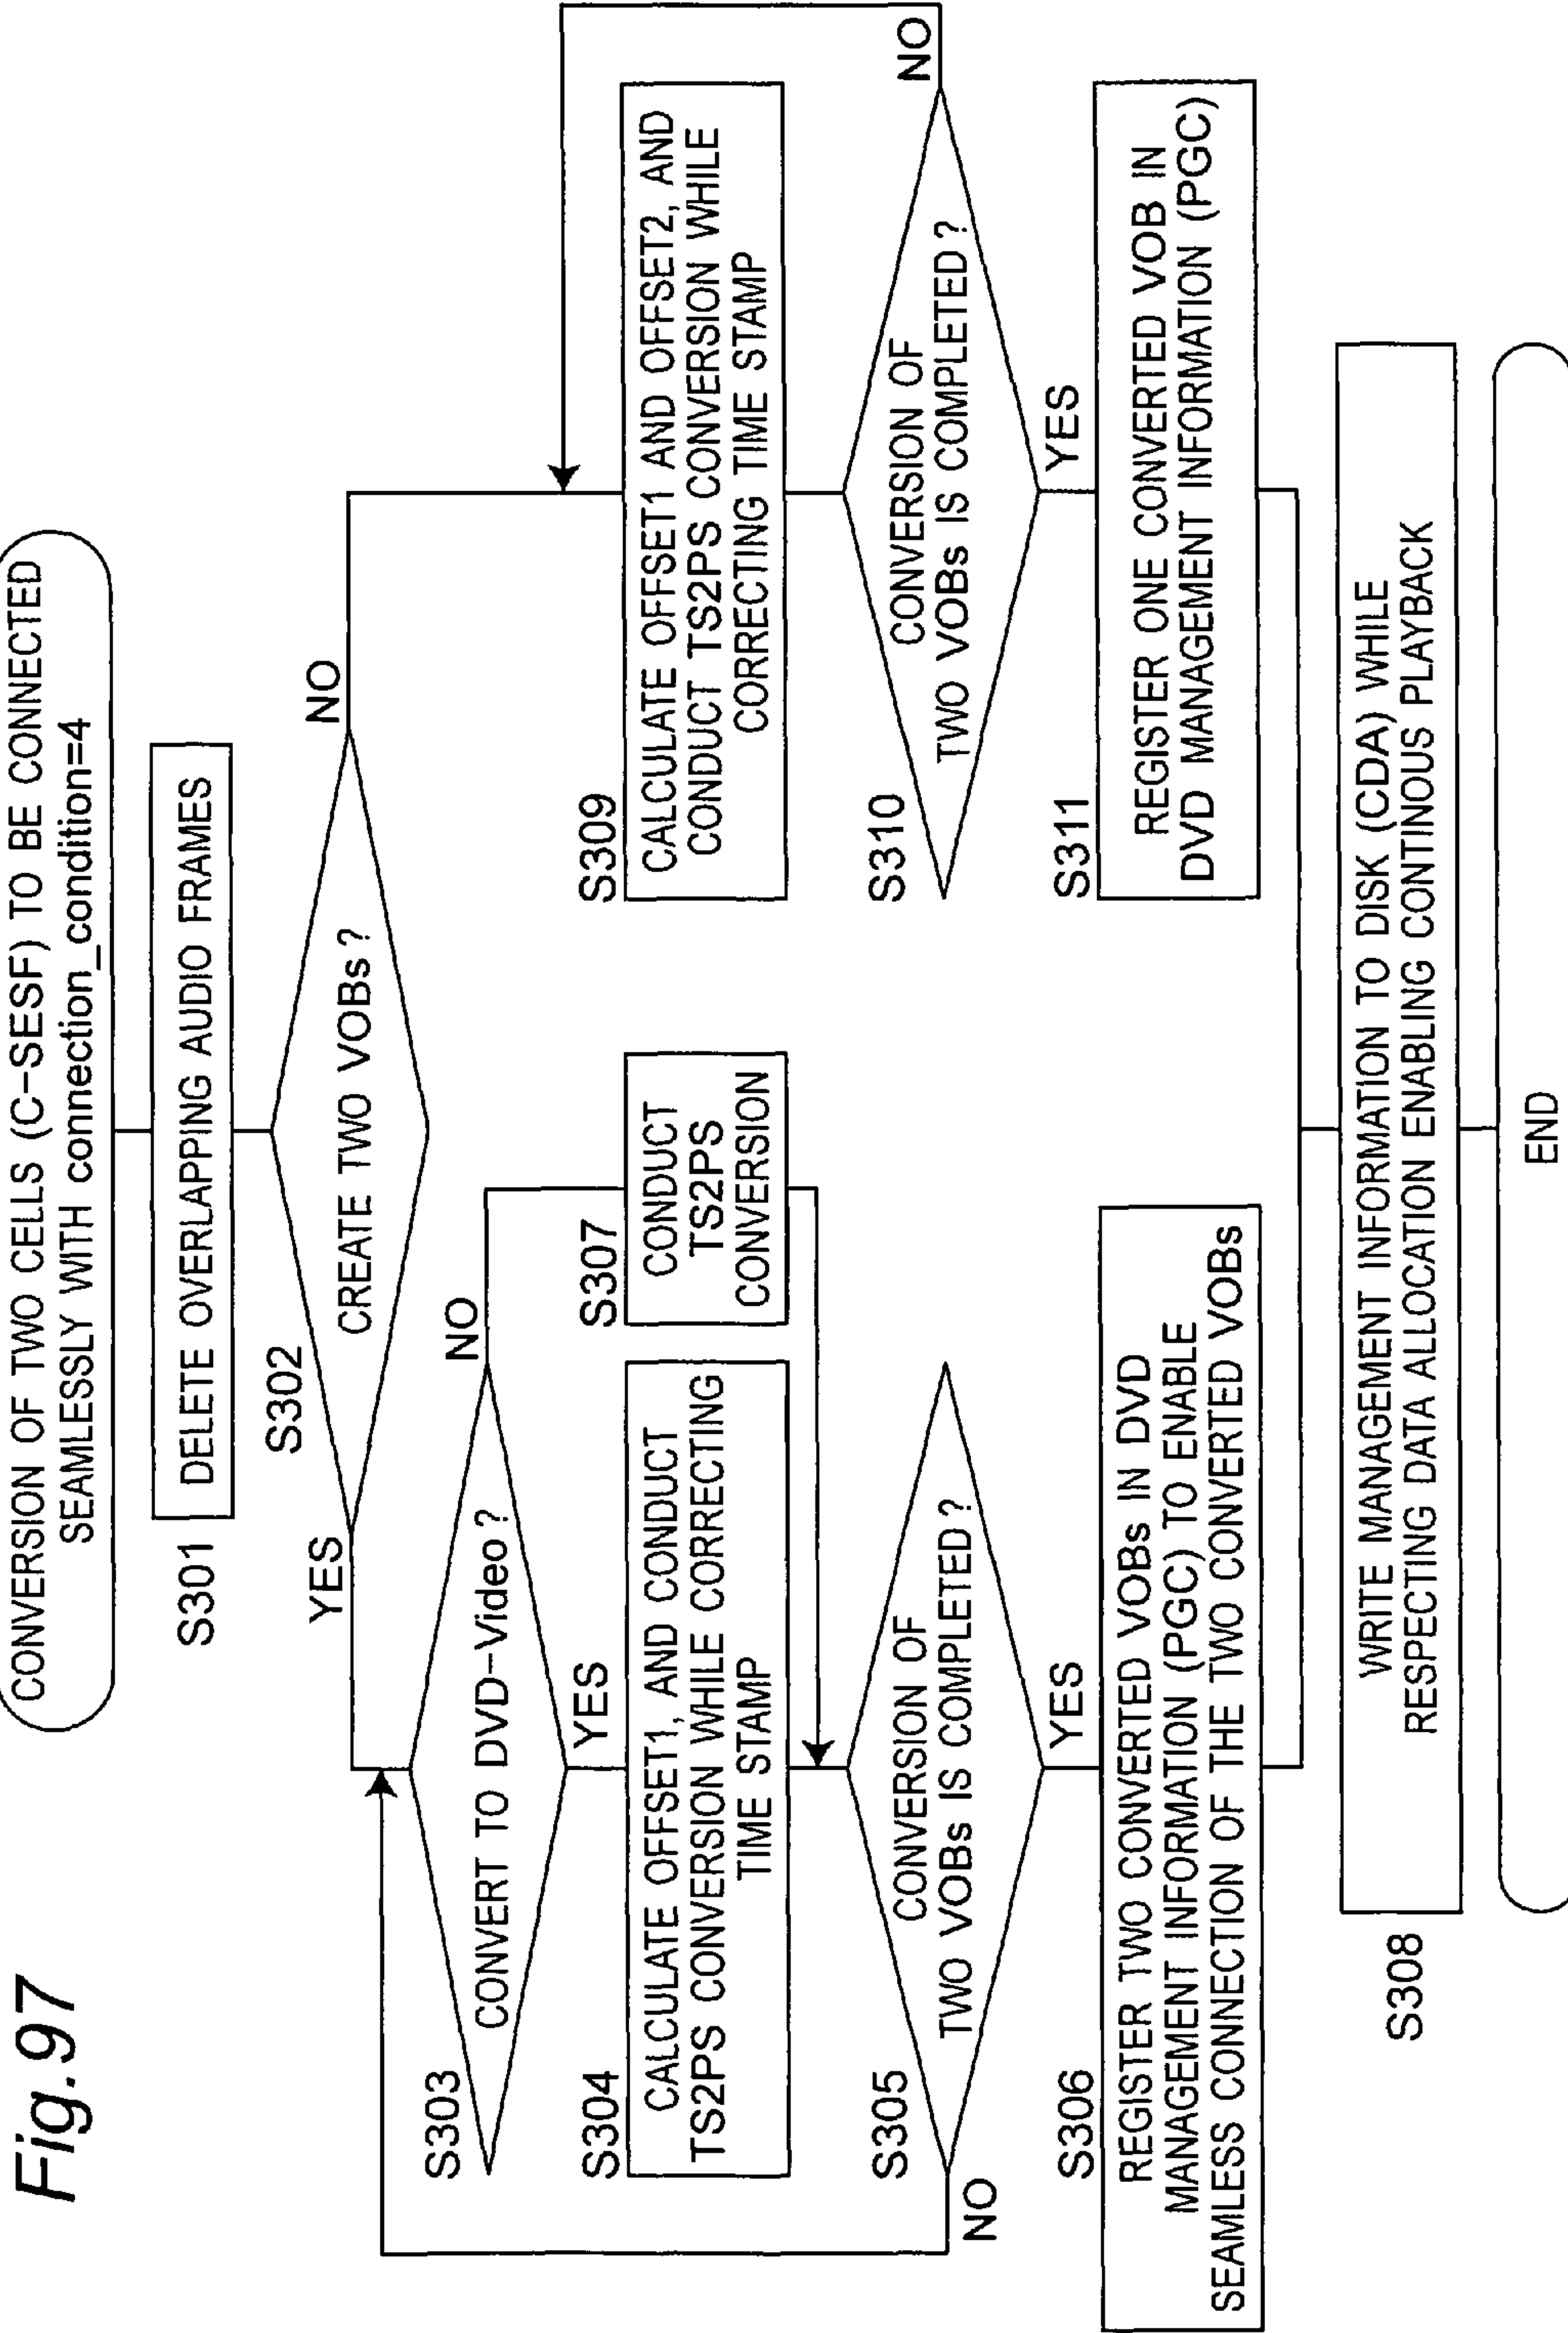 Fig.97
CONVERSION OF TWO CELLS (C-SESF) TO BE CONNECTED
SEAMLESSLY WITH connection_condition=4
S301
DELETE OVERLAPPING AUDIO FRAMES
S302
CREATE TWO VOBs?
YES
NO
S303
CONVERT TO DVD-Video?
NO
YES
S304
CALCULATE OFFSET1, AND CONDUCT
TS2PS CONVERSION WHILE CORRECTING
TIME STAMP
S307
CONDUCT
TS2PS
CONVERSION
S305
CONVERSION OF
TWO VOBs IS COMPLETED?
NO
YES
S306
REGISTER TWO CONVERTED VOBs IN DVD
MANAGEMENT INFORMATION (PGC) TO ENABLE
SEAMLESS CONNECTION OF THE TWO CONVERTED VOBs
S309
CALCULATE OFFSET1 AND OFFSET2, AND
CONDUCT TS2PS CONVERSION WHILE
CORRECTING TIME STAMP
S310
CONVERSION OF
TWO VOBs IS COMPLETED?
NO
YES
S311
REGISTER ONE CONVERTED VOB IN
DVD MANAGEMENT INFORMATION (PGC)
S308
WRITE MANAGEMENT INFORMATION TO DISK (CDA) WHILE
RESPECTING DATA ALLOCATION ENABLING CONTINOUS PLAYBACK
END